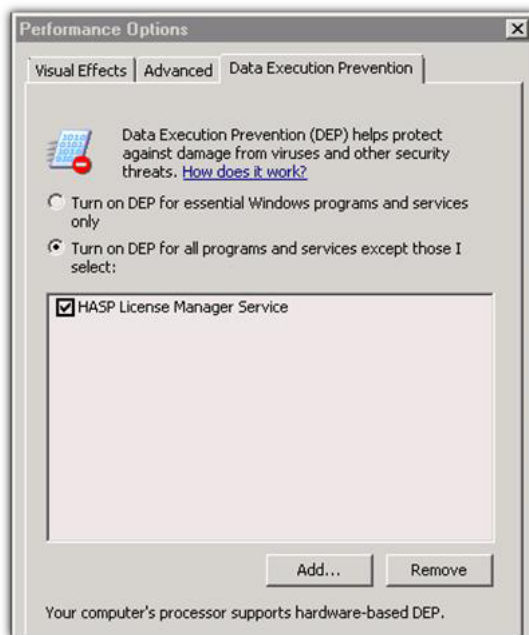 Performance Options
Visual Effects
Advanced
Data Execution Prevention
Data Execution Prevention (DEP) helps protect
against damage from viruses and other security
threats. How does it work?
Turn on DEP for essential Windows programs and services
only
Turn on DEP for all programs and services except those I
select:
HASP License Manager Service
Add...
Remove
Your computer's processor supports hardware-based DEP.